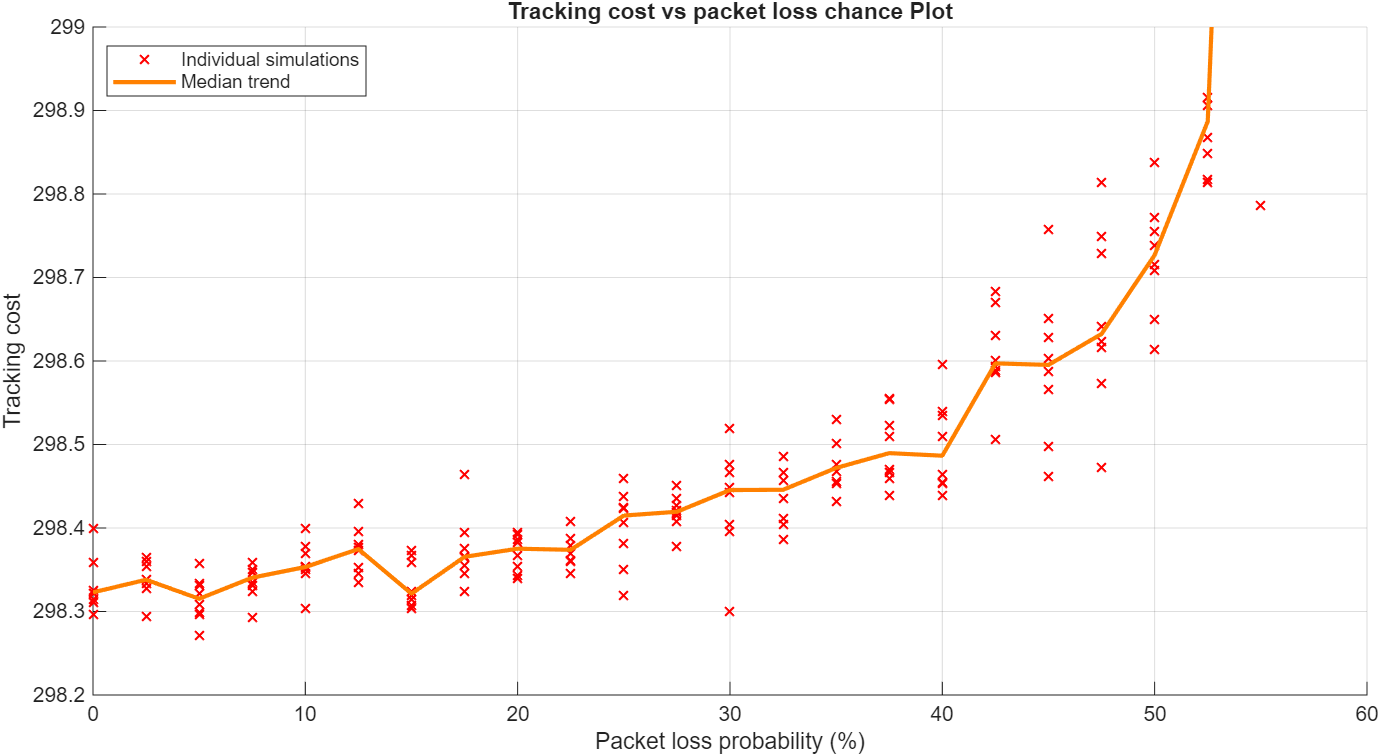 Tracking cost vs packet loss chance Plot
299
298.9
298.8
298.7
298.6
298.5
298.4
298.3
298.2
Tracking cost
Individual simulations
Median trend
0 10 20 30 40 50 60
Packet loss probability (%)